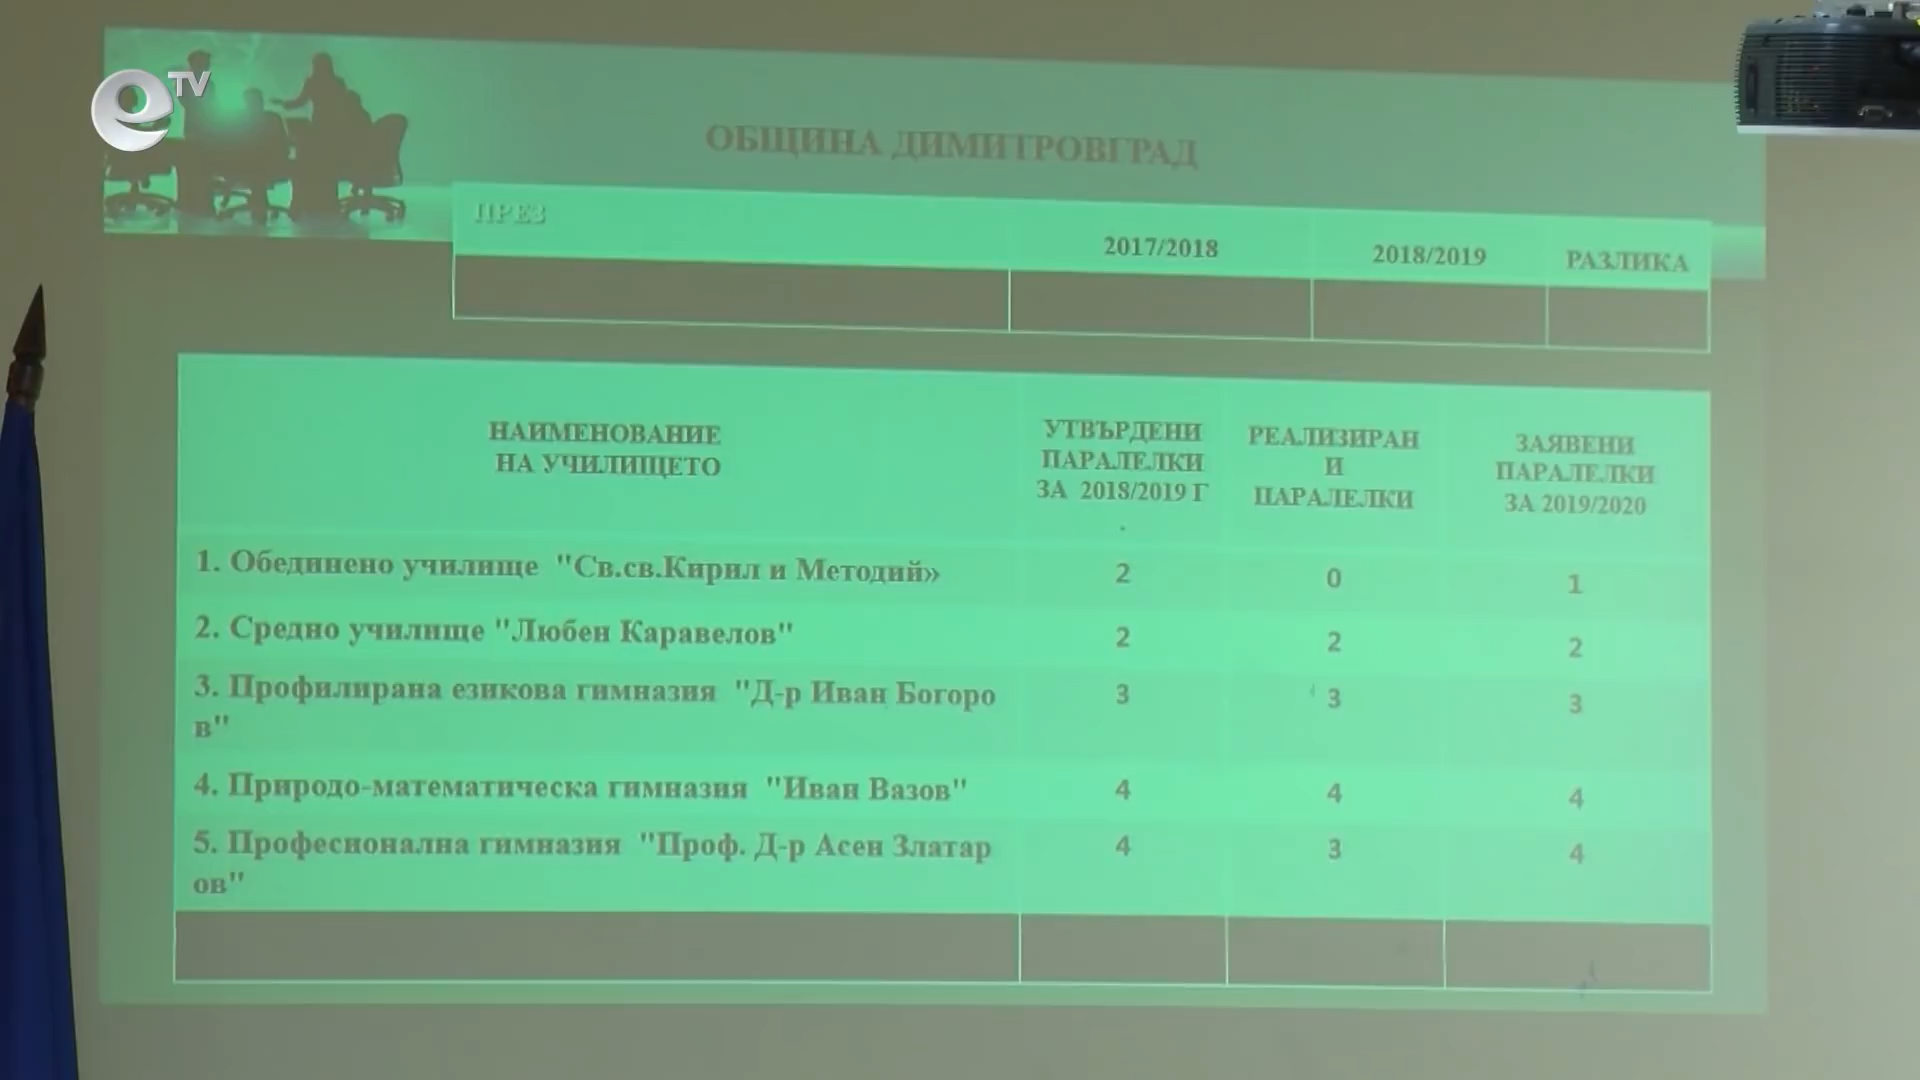 e TV
ОБЩИНА ДИМИТРОВГРАД
ПРЕЗ 2017/2018 2018/2019 РАЗЛИКА
НАИМЕНОВАНИЕ
НА УЧИЛИЩЕТО
УТВЪРДЕНИ
ПАРАЛЕЛКИ
ЗА 2018/2019 Г
.
РЕАЛИЗИРАН
И
ПАРАЛЕЛКИ
ЗАЯВЕНИ
ПАРАЛЕЛКИ
ЗА 2019/2020
1. Обединено училище "Св.св.Кирил и Методий» 2 0 1
2. Средно училище "Любен Каравелов" 2 2 2
3. Профилирана езикова гимназия "Д-р Иван Богоро 3 3 3
в"
4. Природо-математическа гимназия "Иван Вазов" 4 4 4
5. Професионална гимназия "Проф. Д-р Асен Златар 4 3 4
ов"